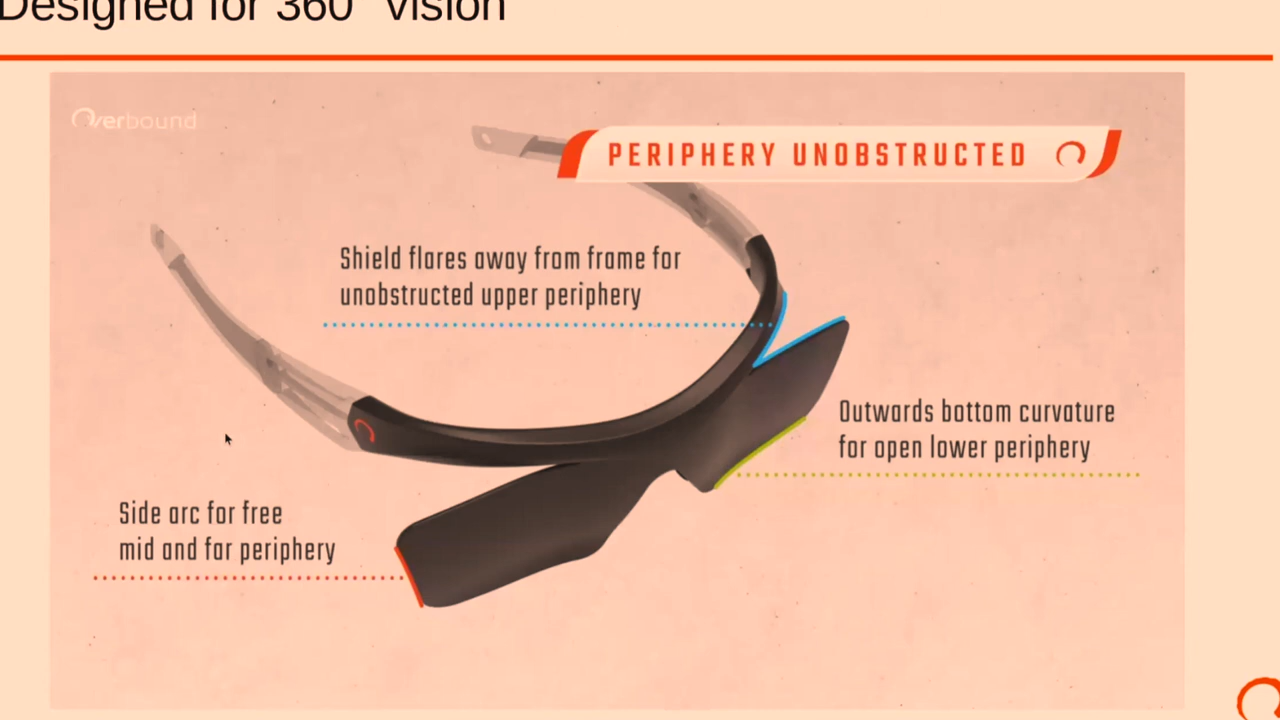 Designed for 360° Vision
Overbound
PERIPHERY UNOBSTRUCTED
Shield flares away from frame for
unobstructed upper periphery
Outwards bottom curvature
for open lower periphery
Side arc for free
mid and far periphery